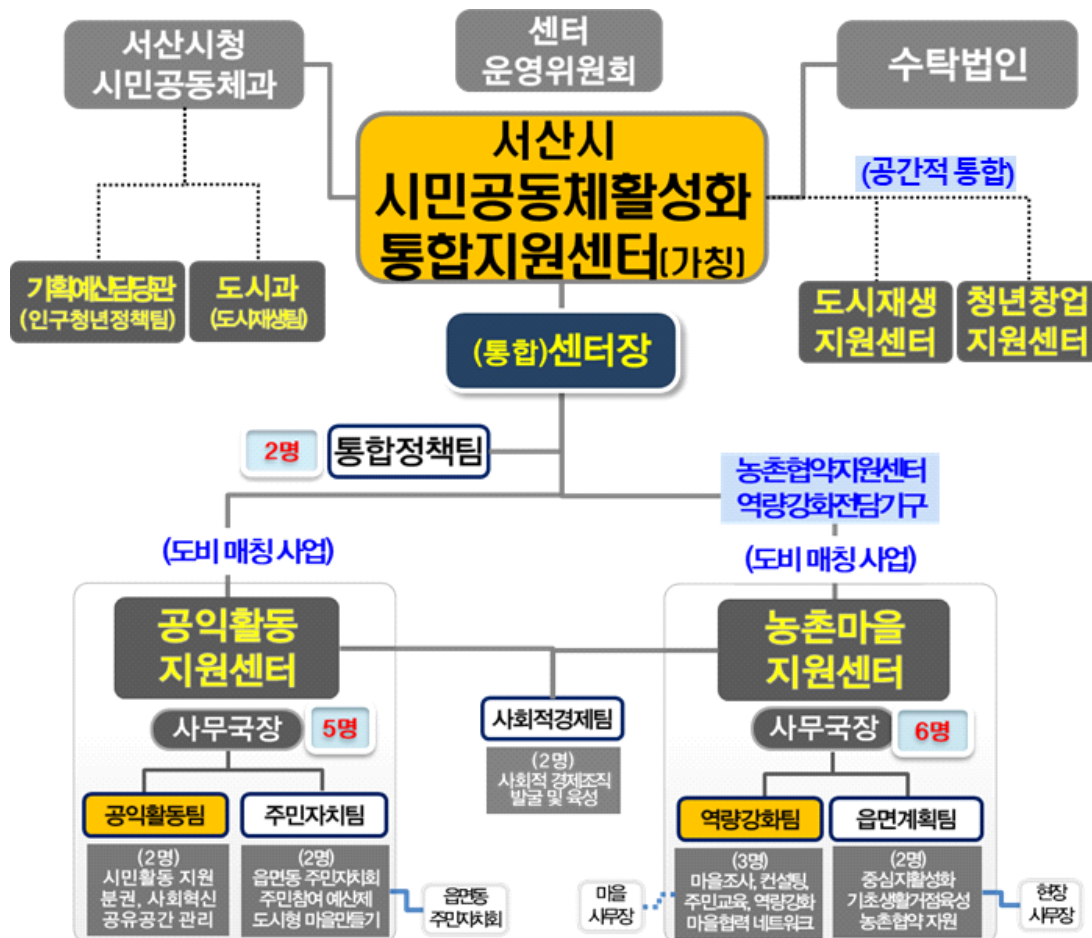 서산시청
시민공동체과
센터
운영위원회
수탁법인
서산시
시민공동체활성화
통합지원센터(가칭)
(공간적 통합)
기획예산담당관
(인구청년정책팀)
도시과
(도시재생팀)
도시재생
지원센터
청년창업
지원센터
(통합)센터장
2명
통합정책팀
농촌협약지원센터
역량강화전담기구
(도비 매칭 사업)
(도비 매칭 사업)
공익활동
지원센터
농촌마을
지원센터
사무국장
5명
사회적경제팀
(2명)
사회적 경제조직
발굴 및 육성
사무국장
6명
공익활동팀
주민자치팀
역량강화팀
읍면계획팀
(2명)
시민활동 지원
분권, 사회혁신
공유공간 관리
(2명)
읍면동 주민자치회
주민참여 예산제
도시형 마을만들기
읍면동
주민자치회
마을
사무장
(3명)
마을조사, 컨설팅,
주민교육, 역량강화
마을협력 네트워크
(2명)
중심지활성화
기초생활거점육성
농촌협약 지원
현장
사무장